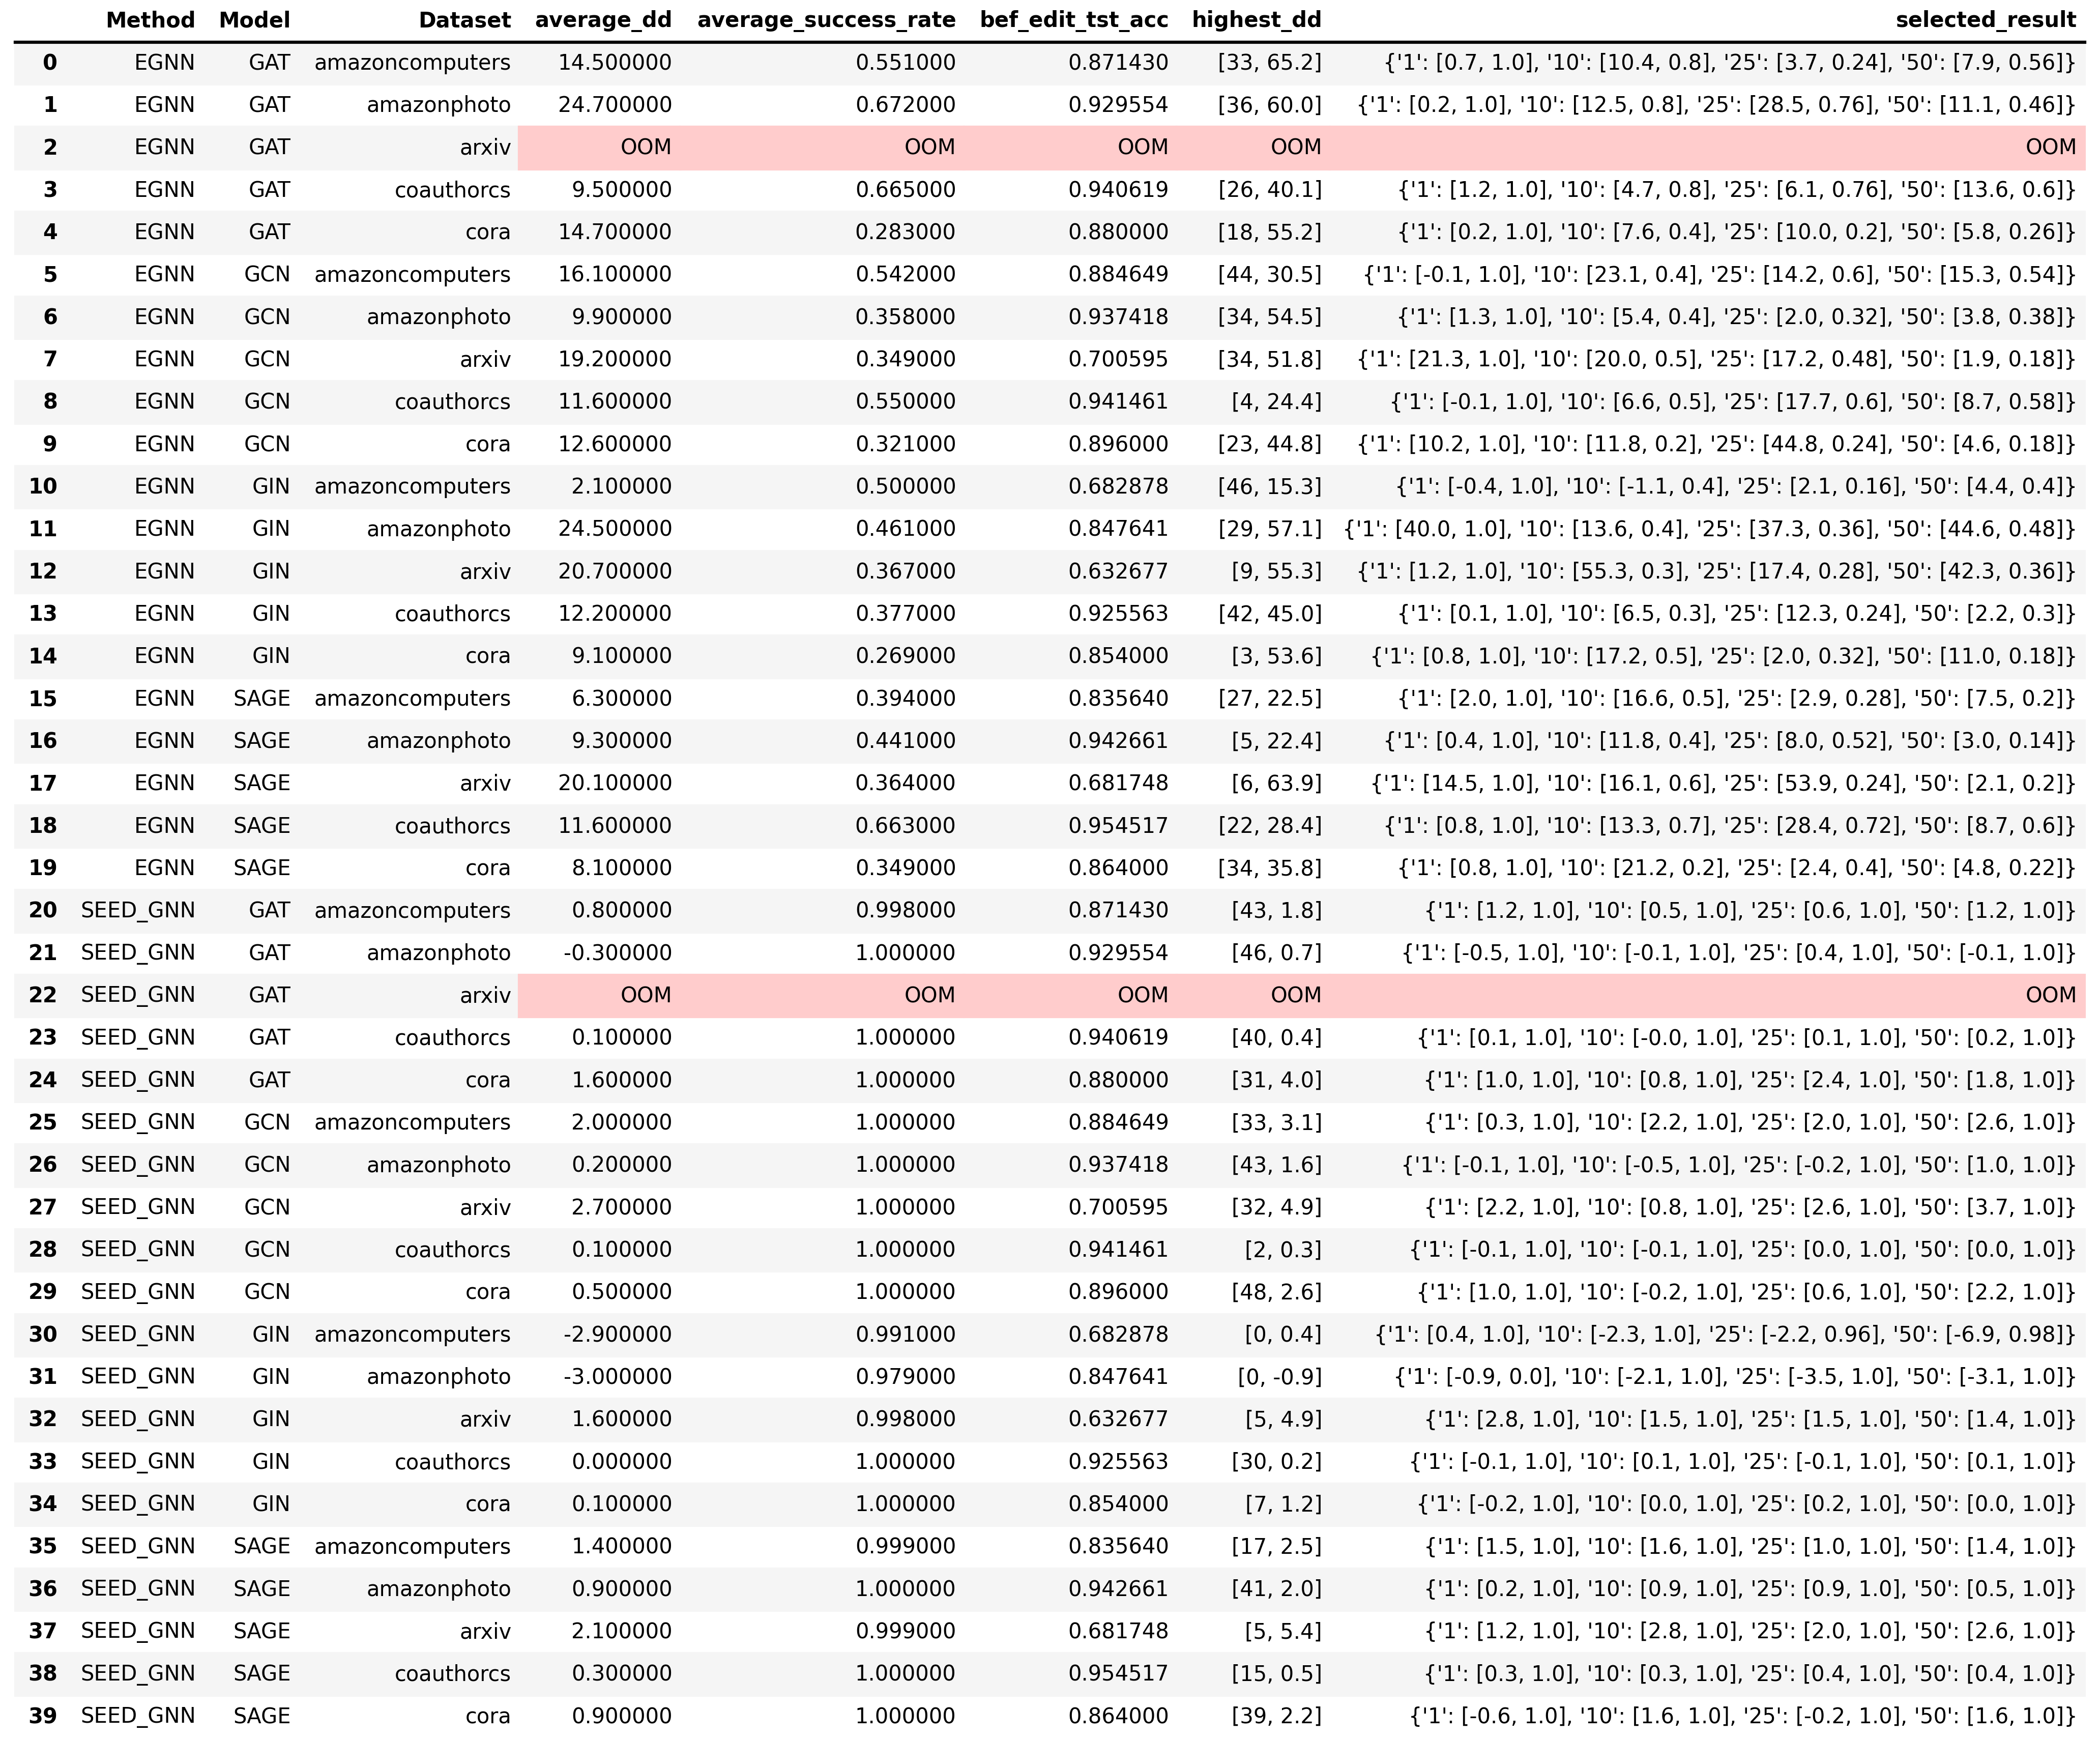 Method Model Dataset average_dd average_success_rate bef_edit_tst_acc highest_dd selected_result
0 EGNN GAT amazoncomputers 14.500000 0.551000 0.871430 [33, 65.2] {'1': [0.7, 1.0], '10': [10.4, 0.8], '25': [3.7, 0.24], '50': [7.9, 0.56]}
1 EGNN GAT amazonphoto 24.700000 0.672000 0.929554 [36, 60.0] {'1': [0.2, 1.0], '10': [12.5, 0.8], '25': [28.5, 0.76], '50': [11.1, 0.46]}
2 EGNN GAT arxiv OOM OOM OOM OOM OOM
3 EGNN GAT coauthorcs 9.500000 0.665000 0.940619 [26, 40.1] {'1': [1.2, 1.0], '10': [4.7, 0.8], '25': [6.1, 0.76], '50': [13.6, 0.6]}
4 EGNN GAT cora 14.700000 0.283000 0.880000 [18, 55.2] {'1': [0.2, 1.0], '10': [7.6, 0.4], '25': [10.0, 0.2], '50': [5.8, 0.26]}
5 EGNN GCN amazoncomputers 16.100000 0.542000 0.884649 [44, 30.5] {'1': [-0.1, 1.0], '10': [23.1, 0.4], '25': [14.2, 0.6], '50': [15.3, 0.54]}
6 EGNN GCN amazonphoto 9.900000 0.358000 0.937418 [34, 54.5] {'1': [1.3, 1.0], '10': [5.4, 0.4], '25': [2.0, 0.32], '50': [3.8, 0.38]}
7 EGNN GCN arxiv 19.200000 0.349000 0.700595 [34, 51.8] {'1': [21.3, 1.0], '10': [20.0, 0.5], '25': [17.2, 0.48], '50': [1.9, 0.18]}
8 EGNN GCN coauthorcs 11.600000 0.550000 0.941461 [4, 24.4] {'1': [-0.1, 1.0], '10': [6.6, 0.5], '25': [17.7, 0.6], '50': [8.7, 0.58]}
9 EGNN GCN cora 12.600000 0.321000 0.896000 [23, 44.8] {'1': [10.2, 1.0], '10': [11.8, 0.2], '25': [44.8, 0.24], '50': [4.6, 0.18]}
10 EGNN GIN amazoncomputers 2.100000 0.500000 0.682878 [46, 15.3] {'1': [-0.4, 1.0], '10': [-1.1, 0.4], '25': [2.1, 0.16], '50': [4.4, 0.4]}
11 EGNN GIN amazonphoto 24.500000 0.461000 0.847641 [29, 57.1] {'1': [40.0, 1.0], '10': [13.6, 0.4], '25': [37.3, 0.36], '50': [44.6, 0.48]}
12 EGNN GIN arxiv 20.700000 0.367000 0.632677 [9, 55.3] {'1': [1.2, 1.0], '10': [55.3, 0.3], '25': [17.4, 0.28], '50': [42.3, 0.36]}
13 EGNN GIN coauthorcs 12.200000 0.377000 0.925563 [42, 45.0] {'1': [0.1, 1.0], '10': [6.5, 0.3], '25': [12.3, 0.24], '50': [2.2, 0.3]}
14 EGNN GIN cora 9.100000 0.269000 0.854000 [3, 53.6] {'1': [0.8, 1.0], '10': [17.2, 0.5], '25': [2.0, 0.32], '50': [11.0, 0.18]}
15 EGNN SAGE amazoncomputers 6.300000 0.394000 0.835640 [27, 22.5] {'1': [2.0, 1.0], '10': [16.6, 0.5], '25': [2.9, 0.28], '50': [7.5, 0.2]}
16 EGNN SAGE amazonphoto 9.300000 0.441000 0.942661 [5, 22.4] {'1': [0.4, 1.0], '10': [11.8, 0.4], '25': [8.0, 0.52], '50': [3.0, 0.14]}
17 EGNN SAGE arxiv 20.100000 0.364000 0.681748 [6, 63.9] {'1': [14.5, 1.0], '10': [16.1, 0.6], '25': [53.9, 0.24], '50': [2.1, 0.2]}
18 EGNN SAGE coauthorcs 11.600000 0.663000 0.954517 [22, 28.4] {'1': [0.8, 1.0], '10': [13.3, 0.7], '25': [28.4, 0.72], '50': [8.7, 0.6]}
19 EGNN SAGE cora 8.100000 0.349000 0.864000 [34, 35.8] {'1': [0.8, 1.0], '10': [21.2, 0.2], '25': [2.4, 0.4], '50': [4.8, 0.22]}
20 SEED_GNN GAT amazoncomputers 0.800000 0.998000 0.871430 [43, 1.8] {'1': [1.2, 1.0], '10': [0.5, 1.0], '25': [0.6, 1.0], '50': [1.2, 1.0]}
21 SEED_GNN GAT amazonphoto -0.300000 1.000000 0.929554 [46, 0.7] {'1': [-0.5, 1.0], '10': [-0.1, 1.0], '25': [0.4, 1.0], '50': [-0.1, 1.0]}
22 SEED_GNN GAT arxiv OOM OOM OOM OOM OOM
23 SEED_GNN GAT coauthorcs 0.100000 1.000000 0.940619 [40, 0.4] {'1': [0.1, 1.0], '10': [-0.0, 1.0], '25': [0.1, 1.0], '50': [0.2, 1.0]}
24 SEED_GNN GAT cora 1.600000 1.000000 0.880000 [31, 4.0] {'1': [1.0, 1.0], '10': [0.8, 1.0], '25': [2.4, 1.0], '50': [1.8, 1.0]}
25 SEED_GNN GCN amazoncomputers 2.000000 1.000000 0.884649 [33, 3.1] {'1': [0.3, 1.0], '10': [2.2, 1.0], '25': [2.0, 1.0], '50': [2.6, 1.0]}
26 SEED_GNN GCN amazonphoto 0.200000 1.000000 0.937418 [43, 1.6] {'1': [-0.1, 1.0], '10': [-0.5, 1.0], '25': [-0.2, 1.0], '50': [1.0, 1.0]}
27 SEED_GNN GCN arxiv 2.700000 1.000000 0.700595 [32, 4.9] {'1': [2.2, 1.0], '10': [0.8, 1.0], '25': [2.6, 1.0], '50': [3.7, 1.0]}
28 SEED_GNN GCN coauthorcs 0.100000 1.000000 0.941461 [2, 0.3] {'1': [-0.1, 1.0], '10': [-0.1, 1.0], '25': [0.0, 1.0], '50': [0.0, 1.0]}
29 SEED_GNN GCN cora 0.500000 1.000000 0.896000 [48, 2.6] {'1': [1.0, 1.0], '10': [-0.2, 1.0], '25': [0.6, 1.0], '50': [2.2, 1.0]}
30 SEED_GNN GIN amazoncomputers -2.900000 0.991000 0.682878 [0, 0.4] {'1': [0.4, 1.0], '10': [-2.3, 1.0], '25': [-2.2, 0.96], '50': [-6.9, 0.98]}
31 SEED_GNN GIN amazonphoto -3.000000 0.979000 0.847641 [0, -0.9] {'1': [-0.9, 0.0], '10': [-2.1, 1.0], '25': [-3.5, 1.0], '50': [-3.1, 1.0]}
32 SEED_GNN GIN arxiv 1.600000 0.998000 0.632677 [5, 4.9] {'1': [2.8, 1.0], '10': [1.5, 1.0], '25': [1.5, 1.0], '50': [1.4, 1.0]}
33 SEED_GNN GIN coauthorcs 0.000000 1.000000 0.925563 [30, 0.2] {'1': [-0.1, 1.0], '10': [0.1, 1.0], '25': [-0.1, 1.0], '50': [0.1, 1.0]}
34 SEED_GNN GIN cora 0.100000 1.000000 0.854000 [7, 1.2] {'1': [-0.2, 1.0], '10': [0.0, 1.0], '25': [0.2, 1.0], '50': [0.0, 1.0]}
35 SEED_GNN SAGE amazoncomputers 1.400000 0.999000 0.835640 [17, 2.5] {'1': [1.5, 1.0], '10': [1.6, 1.0], '25': [1.0, 1.0], '50': [1.4, 1.0]}
36 SEED_GNN SAGE amazonphoto 0.900000 1.000000 0.942661 [41, 2.0] {'1': [0.2, 1.0], '10': [0.9, 1.0], '25': [0.9, 1.0], '50': [0.5, 1.0]}
37 SEED_GNN SAGE arxiv 2.100000 0.999000 0.681748 [5, 5.4] {'1': [1.2, 1.0], '10': [2.8, 1.0], '25': [2.0, 1.0], '50': [2.6, 1.0]}
38 SEED_GNN SAGE coauthorcs 0.300000 1.000000 0.954517 [15, 0.5] {'1': [0.3, 1.0], '10': [0.3, 1.0], '25': [0.4, 1.0], '50': [0.4, 1.0]}
39 SEED_GNN SAGE cora 0.900000 1.000000 0.864000 [39, 2.2] {'1': [-0.6, 1.0], '10': [1.6, 1.0], '25': [-0.2, 1.0], '50': [1.6, 1.0]}